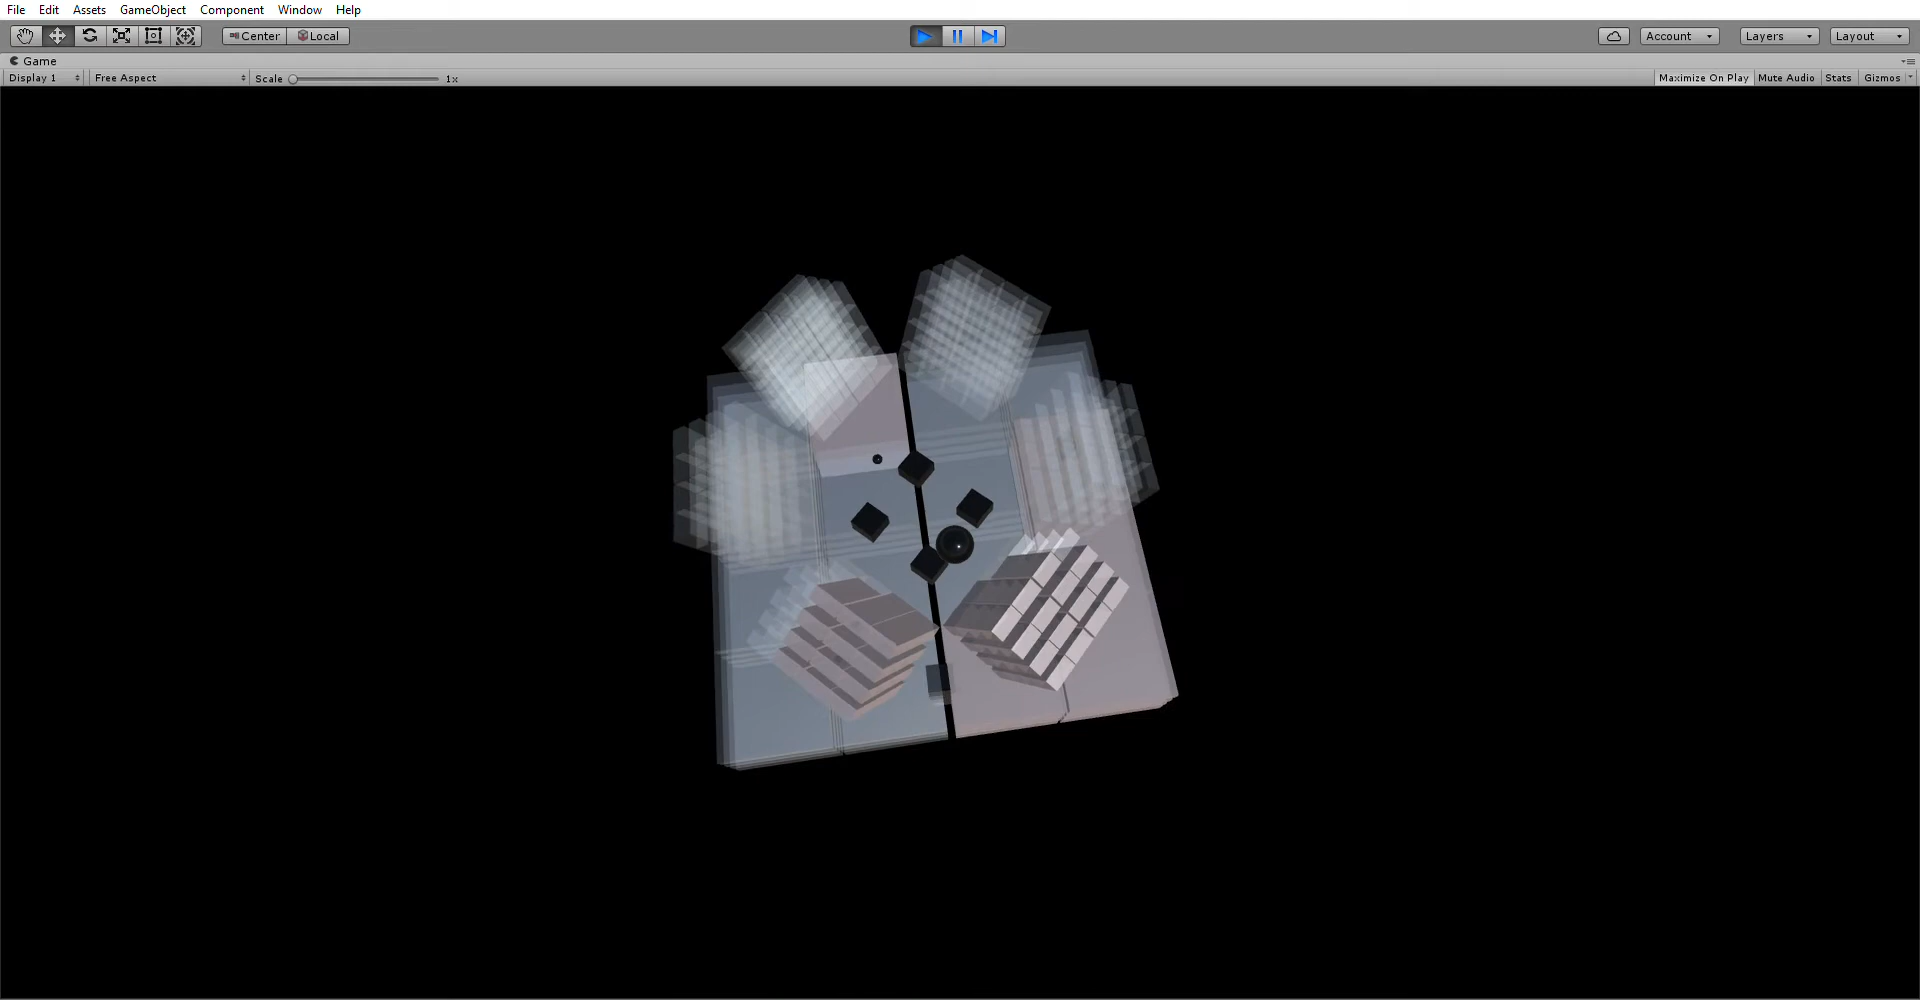 File Edit Assets GameObject Component Window Help
Center Local Account Layers Layout
Game
Display 1 Free Aspect Scale 1x Maximize On Play Mute Audio Stats Gizmos